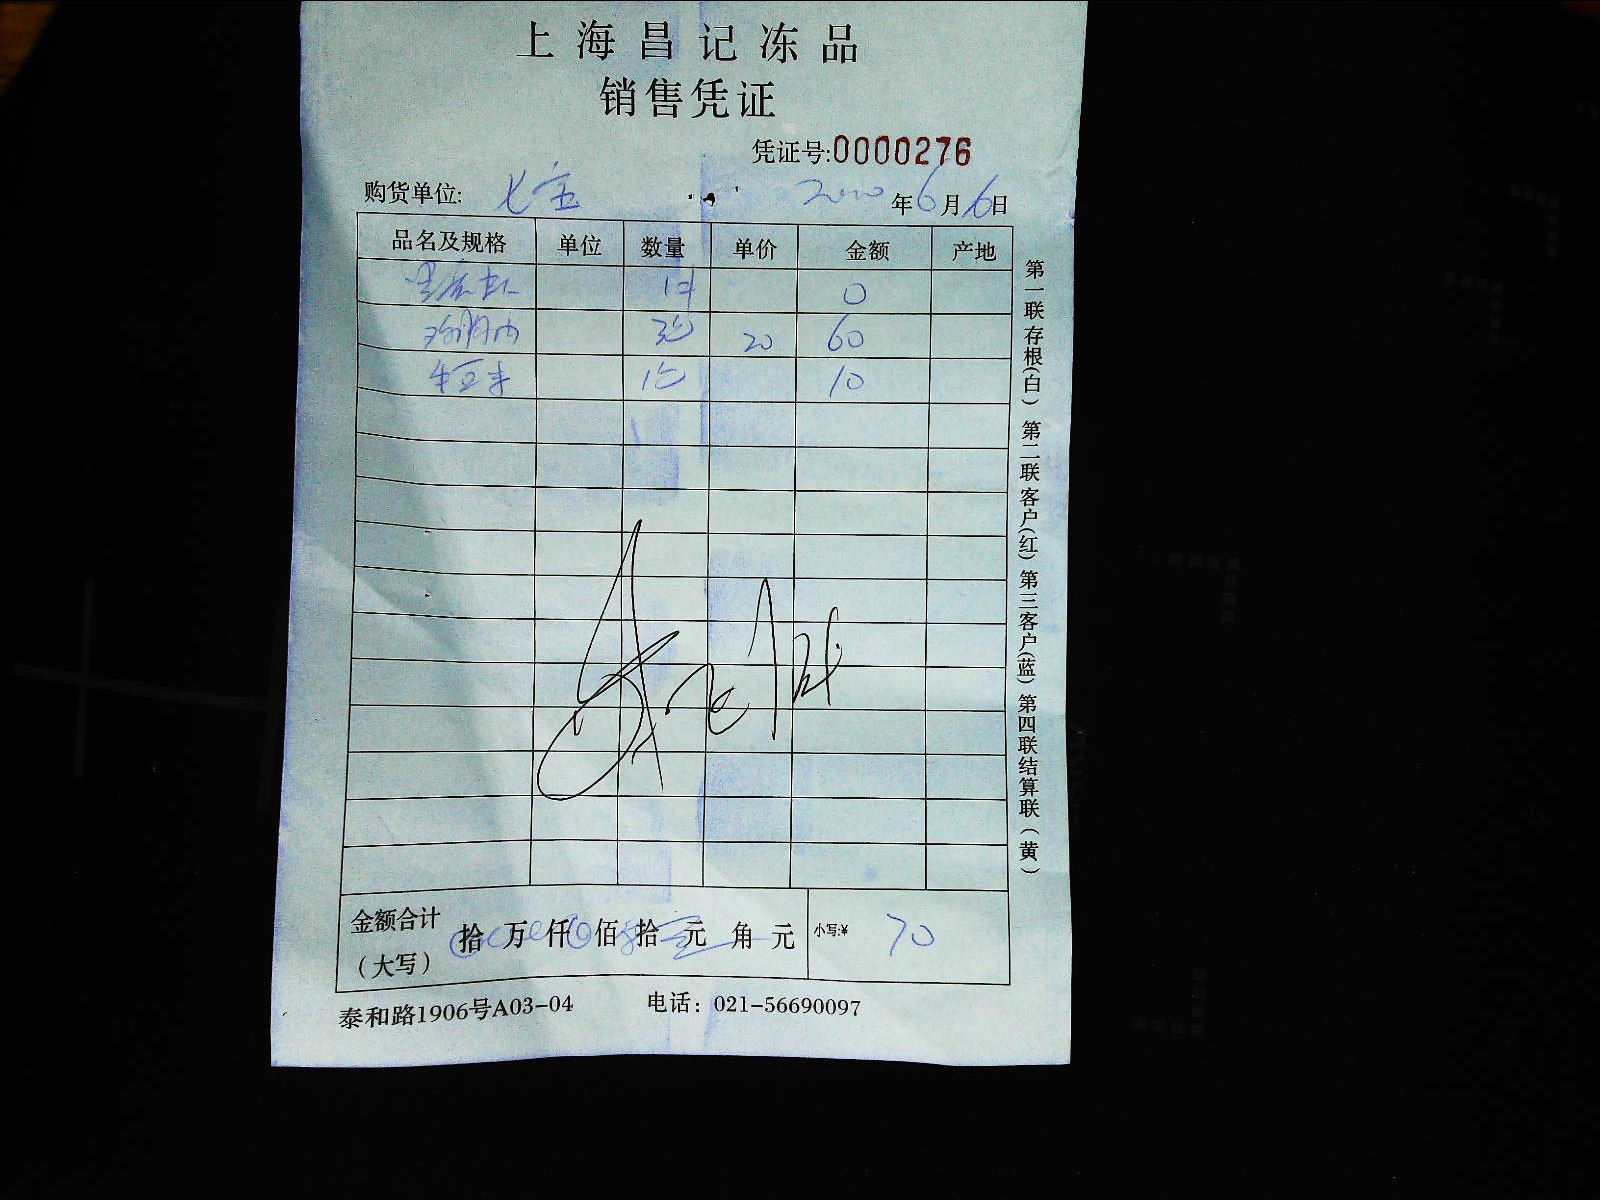 上海昌记冻品
销售凭证
凭证号:0000276
购货单位: 七宝 年6月6日
品名及规格 单位 数量 单价 金额 产地
0
20 60
10
金额合计(大写) 拾 万 仟 佰 拾 元 角 元 小写:¥ 70
泰和路1906号A03-04 电话: 021-56690097
第一联存根(白) 第二联客户(红) 第三客户(蓝) 第四联结算联(黄)